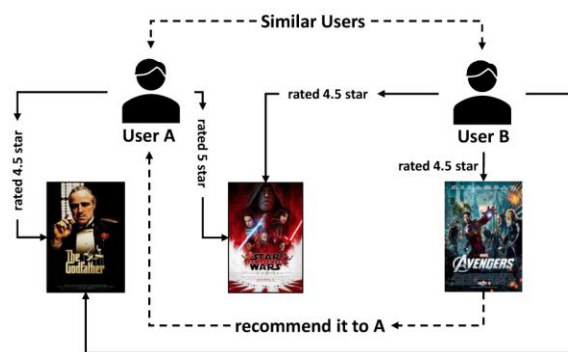 Similar Users
rated 4.5 star
User A
User B
rated 4.5 star
rated 5 star
rated 4.5 star
The
Godfather
STAR
WARS
AVENGERS
recommend it to A